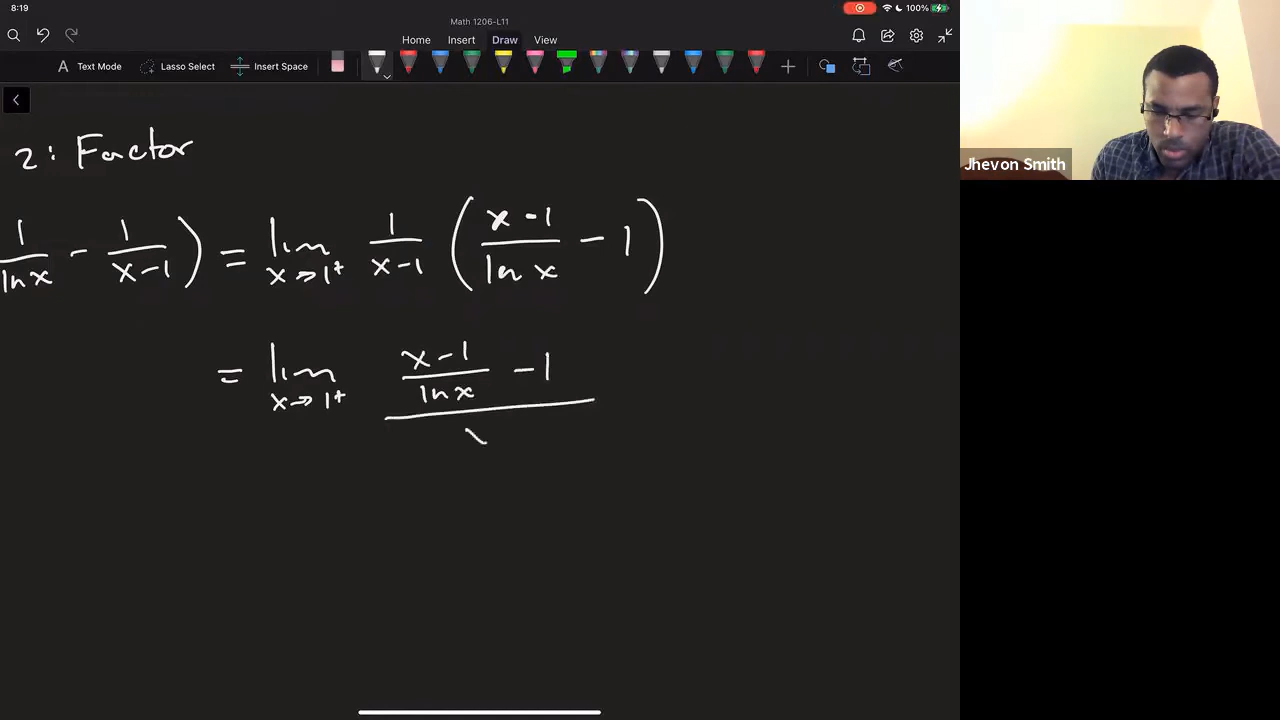 8:19
100%
Math 1206-L11
Home Insert Draw View
Text Mode Lasso Select Insert Space
2: Factor
1/ln x - 1/(x-1)) = lim x→1⁺ 1/(x-1) ((x-1)/ln x - 1)
= lim x→1⁺ ((x-1)/ln x - 1)/
Jhevon Smith